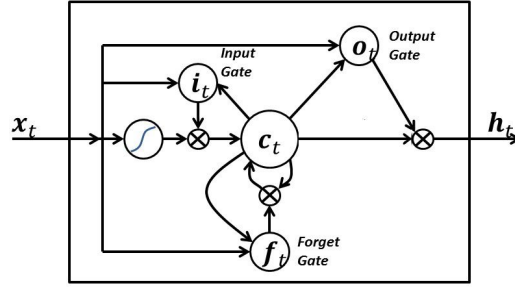 Output
Gate
o_t
Input
Gate
i_t
x_t
c_t
h_t
f_t
Forget
Gate